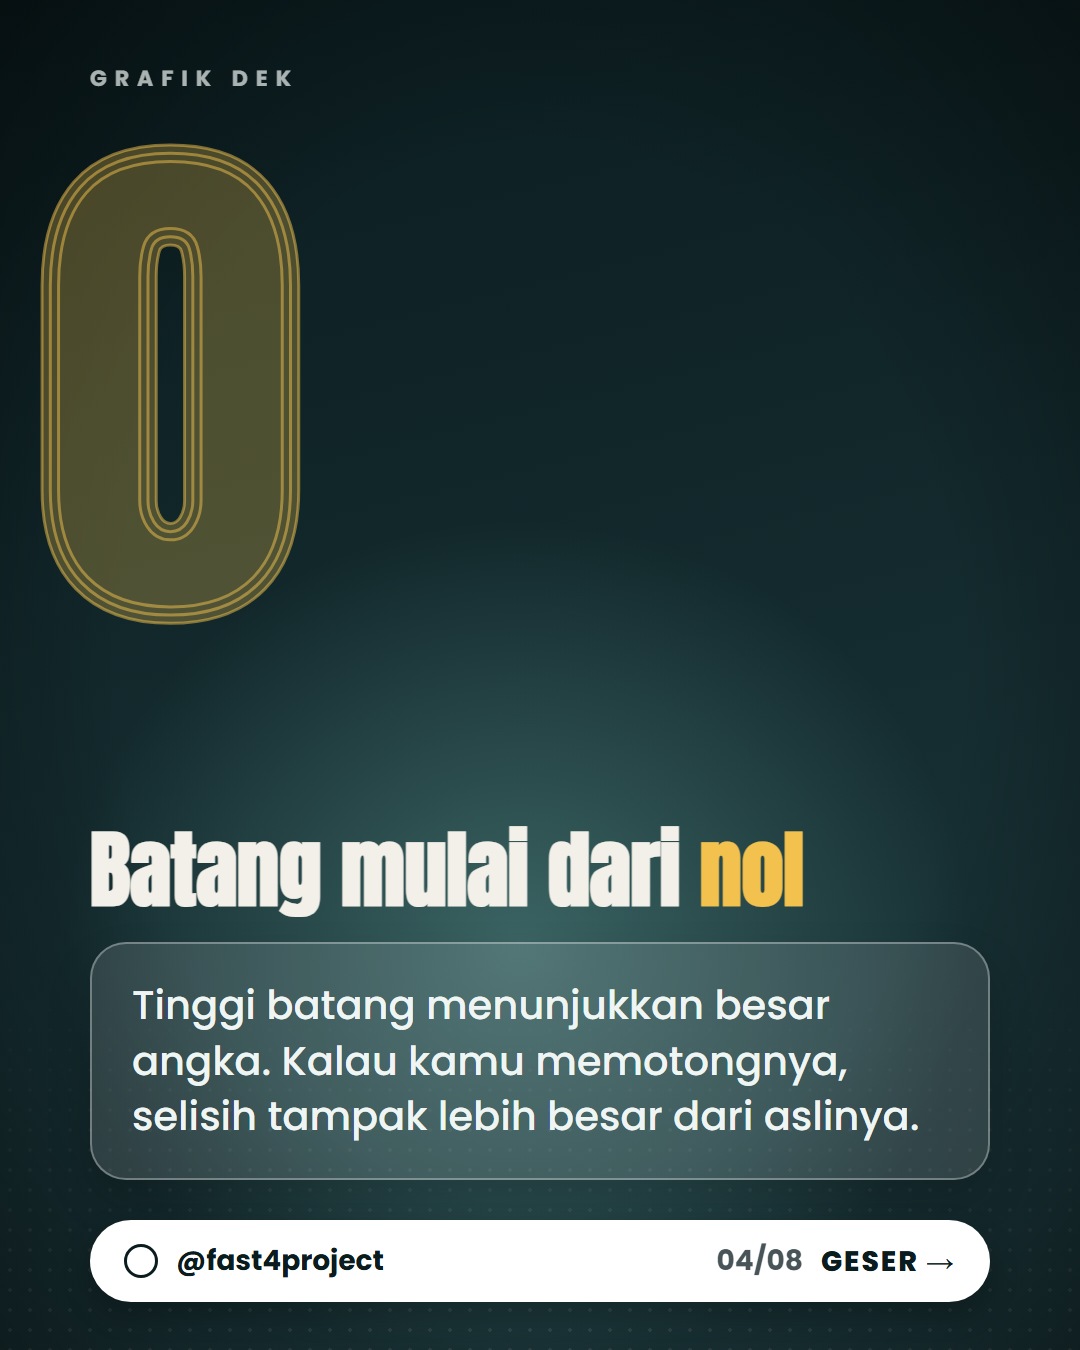 GRAFIK DEK
0
Batang mulai dari nol
Tinggi batang menunjukkan besar
angka. Kalau kamu memotongnya,
selisih tampak lebih besar dari aslinya.
@fast4project 04/08 GESER →